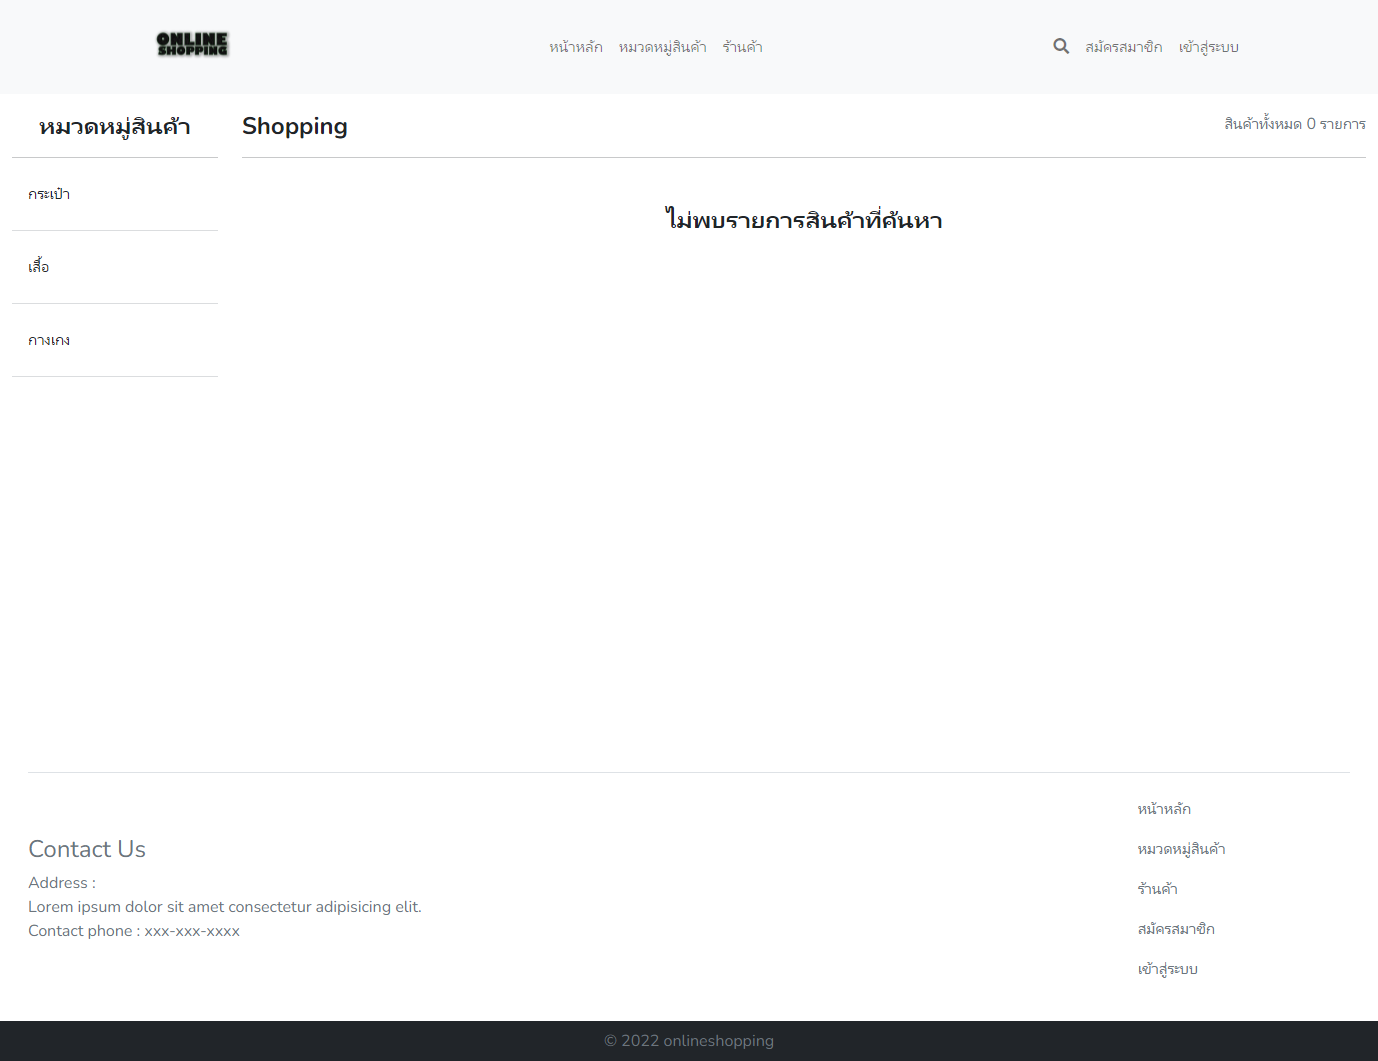 ONLINE
SHOPPING
หน้าหลัก หมวดหมู่สินค้า ร้านค้า
สมัครสมาชิก เข้าสู่ระบบ
หมวดหมู่สินค้า
กระเป๋า
เสื้อ
กางเกง
Shopping
สินค้าทั้งหมด 0 รายการ
ไม่พบรายการสินค้าที่ค้นหา
Contact Us
Address :
Lorem ipsum dolor sit amet consectetur adipisicing elit.
Contact phone : xxx-xxx-xxxx
หน้าหลัก
หมวดหมู่สินค้า
ร้านค้า
สมัครสมาชิก
เข้าสู่ระบบ
© 2022 onlineshopping